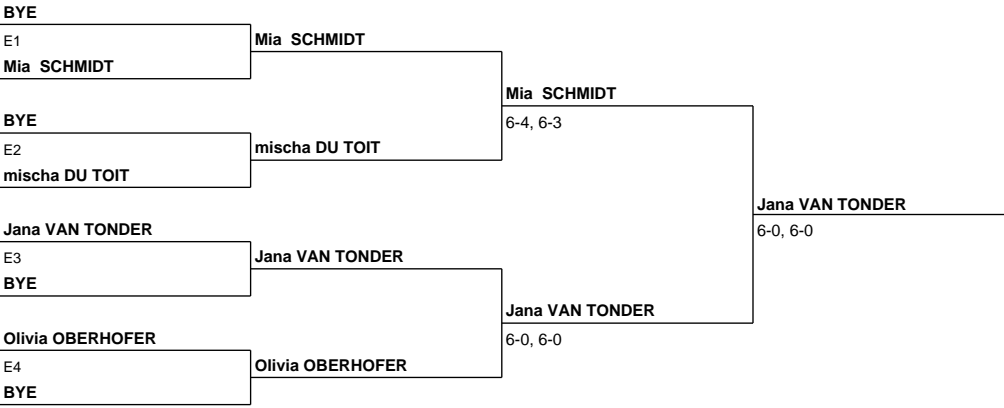 BYE
E1
Mia SCHMIDT
BYE
E2
mischa DU TOIT
Jana VAN TONDER
E3
BYE
Olivia OBERHOFER
E4
BYE
Mia SCHMIDT
mischa DU TOIT
Jana VAN TONDER
Olivia OBERHOFER
Mia SCHMIDT
6-4, 6-3
Jana VAN TONDER
6-0, 6-0
Jana VAN TONDER
6-0, 6-0